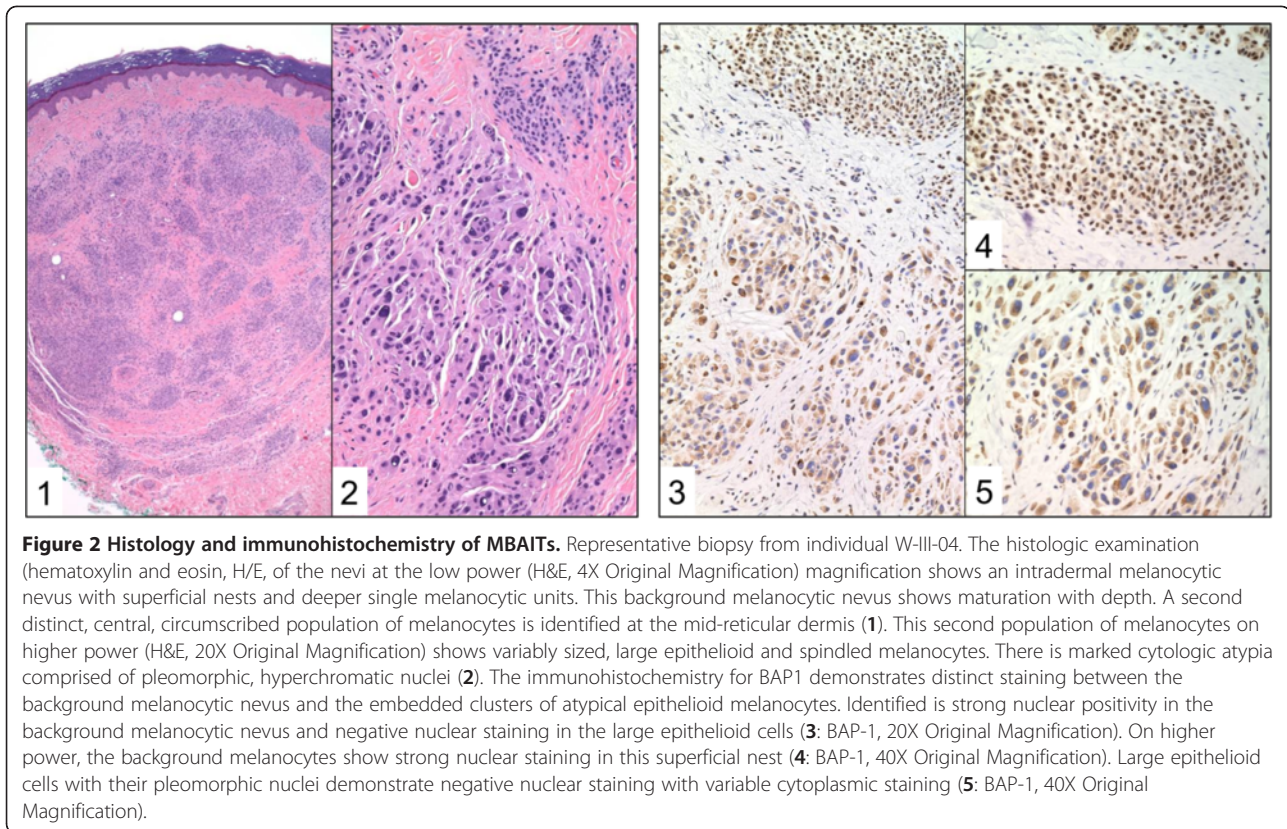 1
2
3
4
5
Figure 2 Histology and immunohistochemistry of MBAITs. Representative biopsy from individual W-III-04. The histologic examination
(hematoxylin and eosin, H/E, of the nevi at the low power (H&E, 4X Original Magnification) magnification shows an intradermal melanocytic
nevus with superficial nests and deeper single melanocytic units. This background melanocytic nevus shows maturation with depth. A second
distinct, central, circumscribed population of melanocytes is identified at the mid-reticular dermis (1). This second population of melanocytes on
higher power (H&E, 20X Original Magnification) shows variably sized, large epithelioid and spindled melanocytes. There is marked cytologic atypia
comprised of pleomorphic, hyperchromatic nuclei (2). The immunohistochemistry for BAP1 demonstrates distinct staining between the
background melanocytic nevus and the embedded clusters of atypical epithelioid melanocytes. Identified is strong nuclear positivity in the
background melanocytic nevus and negative nuclear staining in the large epithelioid cells (3: BAP-1, 20X Original Magnification). On higher
power, the background melanocytes show strong nuclear staining in this superficial nest (4: BAP-1, 40X Original Magnification). Large epithelioid
cells with their pleomorphic nuclei demonstrate negative nuclear staining with variable cytoplasmic staining (5: BAP-1, 40X Original
Magnification).